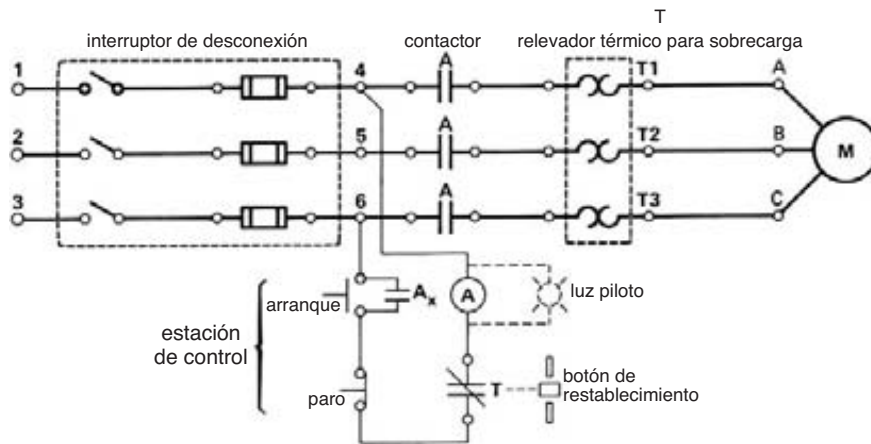 T
interruptor de desconexión
contactor
relevador térmico para sobrecarga
1
4
A
T1
A
2
5
A
T2
B
M
3
6
A
T3
C
arranque
Ax
A
luz piloto
estación
de control
paro
T
botón de
restablecimiento